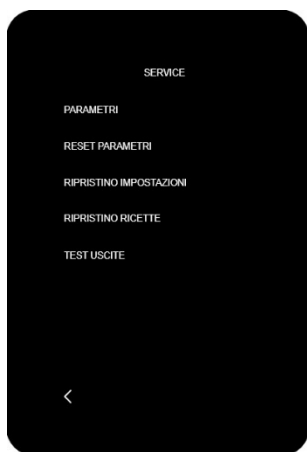 SERVICE
PARAMETRI
RESET PARAMETRI
RIPRISTINO IMPOSTAZIONI
RIPRISTINO RICETTE
TEST USCITE